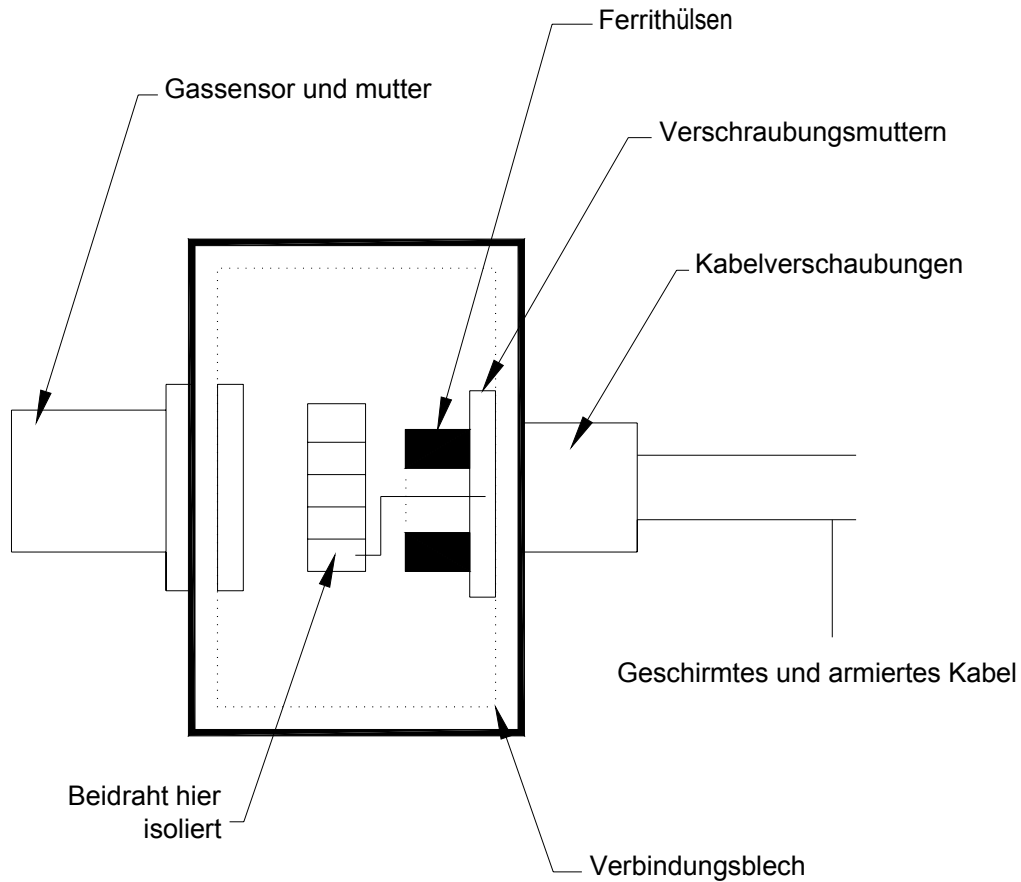 Ferrithülsen
Gassensor und mutter
Verschraubungsmuttern
Kabelverschaubungen
Geschirmtes und armiertes Kabel
Beidraht hier
isoliert
Verbindungsblech